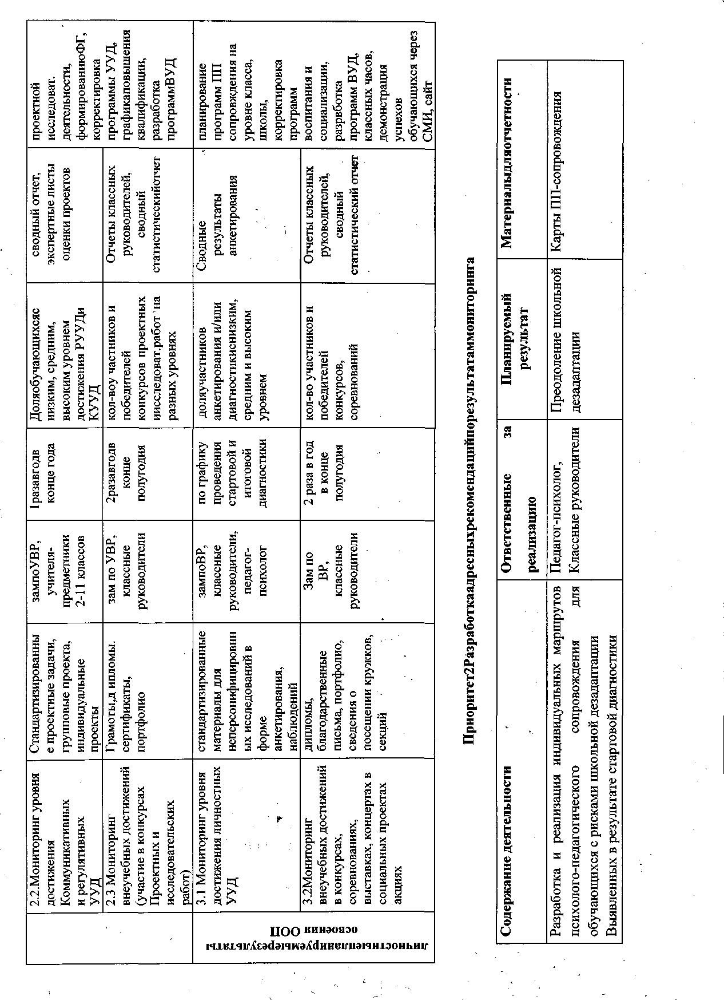 2.2.Мониторинг уровня
достижения
Коммуникативных
и регулятивных
УУД
Стандартизированны
е проектные задачи,
групповые проекта,
индивидуальные
проекты
зампоУВР,
учителя-
предметники
2-11 классов
1разавгодв
конце года
Доляобучающихсяс
низким, средним,
высоким уровнем
достижения РУУДи
КУУД
сводный отчет,
экспертные листы
оценки проектов
проектной
исследоват.
деятельности,
формированиюФГ,
корректировка
программы УУД,
графикаповышения
квалификации,
разработка
программВУД
2.3 Мониторинг
внеучебных достижений
(участие в конкурсах
Проектных и
исследовательских
работ)
Грамоты,д ипломы.
сертификаты,
портфолио
зам по УВР,
классные
руководители
2разавгодв
конце
полугодия
кол-воу частников и
победителей
конкурсов проектных
иисследоват.работ на
разных уровнях
Отчеты классных
руководителей,
сводный
статистическийотчет
личностныепланируемыерезультаты
освоения ООП
3.1 Мониторинг уровня
достижения личностных
УУД
стандартизированные
материалы для
неперсонифицировнн
ых исследований в
форме
анкетирования,
наблюдений
зампоВР,
классные
руководители,
педагог-
психолог
по графику
проведения
стартовой и
итоговой
диагностики
доляучастников
анкетирования и/или
диагностикиснизким,
средним и высоким
уровнем
Сводные
результаты
анкетирования
планирование
программ ПП
сопровждения на
уровне класса,
школы,
корректировка
программ
воспитания и
социализации,
разрвботка
программ ВУД,
классных часов,
демонстрация
успехов
обучающихся через
СМИ, сайт
3.2Мониторинг
внеучебных достижений
в конкурсах,
соревнованиях,
выставках, концертах в
социальных проектах
акциях
дипломы,
благодарственные
письма, портфолио,
сведения о
посещении кружков,
секций
Зам по
ВР,
классные
руководители
2 раза в год
в конце
полугодия
кол-во участников и
победителей
конкурсов,
соревнований
Отчеты классных
руководителей,
сводный
статистический отчет
Приоритет2Разработкаадресныхрекомендацийпорезультатаммониторинга
Содержание деятельности
Ответственные за
реализацию
Планируемый
результат
Материалыдляотчетности
Разработка и реализация индивидуальных маршрутов
психолого-педагогического сопровождения для
обучающихся с рисками школьной дезадаптации
Выявленных в результате стартовой диагностики
Педагог-психолог,
Классные руководители
Преодоление школьной
дезадаптации
Карты ПП-сопровождения